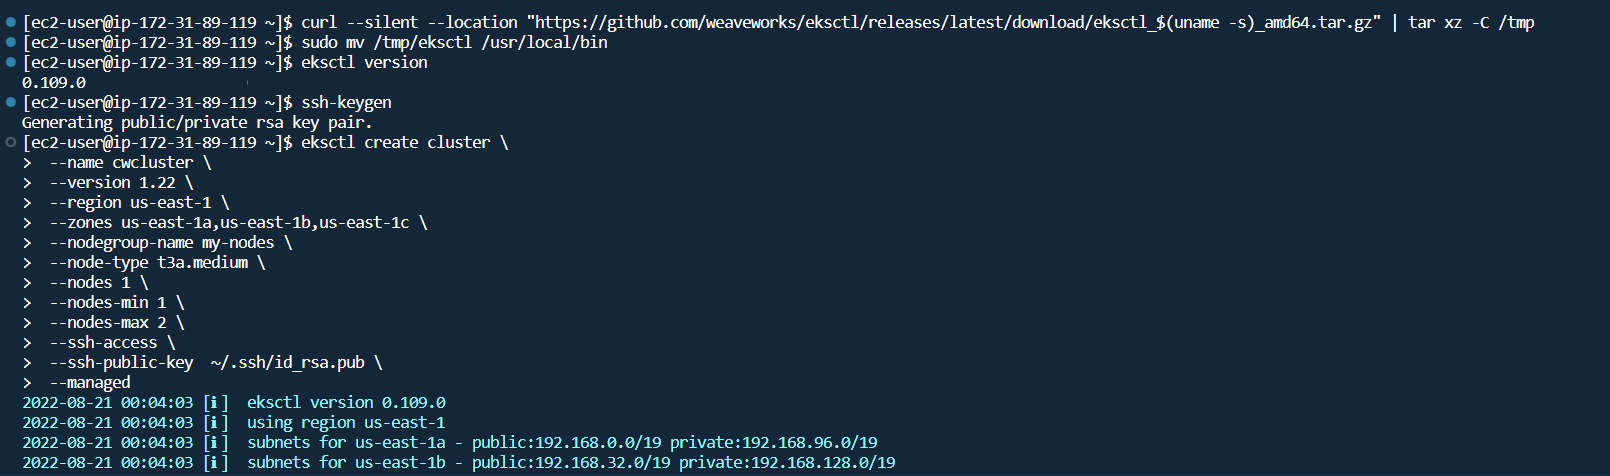 [ec2-user@ip-172-31-89-119 ~]$ curl --silent --location "https://github.com/weaveworks/eksctl/releases/latest/download/eksctl_$(uname -s)_amd64.tar.gz" | tar xz -C /tmp
[ec2-user@ip-172-31-89-119 ~]$ sudo mv /tmp/eksctl /usr/local/bin
[ec2-user@ip-172-31-89-119 ~]$ eksctl version
0.109.0
[ec2-user@ip-172-31-89-119 ~]$ ssh-keygen
Generating public/private rsa key pair.
[ec2-user@ip-172-31-89-119 ~]$ eksctl create cluster \
>  --name cwcluster \
>  --version 1.22 \
>  --region us-east-1 \
>  --zones us-east-1a,us-east-1b,us-east-1c \
>  --nodegroup-name my-nodes \
>  --node-type t3a.medium \
>  --nodes 1 \
>  --nodes-min 1 \
>  --nodes-max 2 \
>  --ssh-access \
>  --ssh-public-key  ~/.ssh/id_rsa.pub \
>  --managed
2022-08-21 00:04:03 [ℹ]  eksctl version 0.109.0
2022-08-21 00:04:03 [ℹ]  using region us-east-1
2022-08-21 00:04:03 [ℹ]  subnets for us-east-1a - public:192.168.0.0/19 private:192.168.96.0/19
2022-08-21 00:04:03 [ℹ]  subnets for us-east-1b - public:192.168.32.0/19 private:192.168.128.0/19